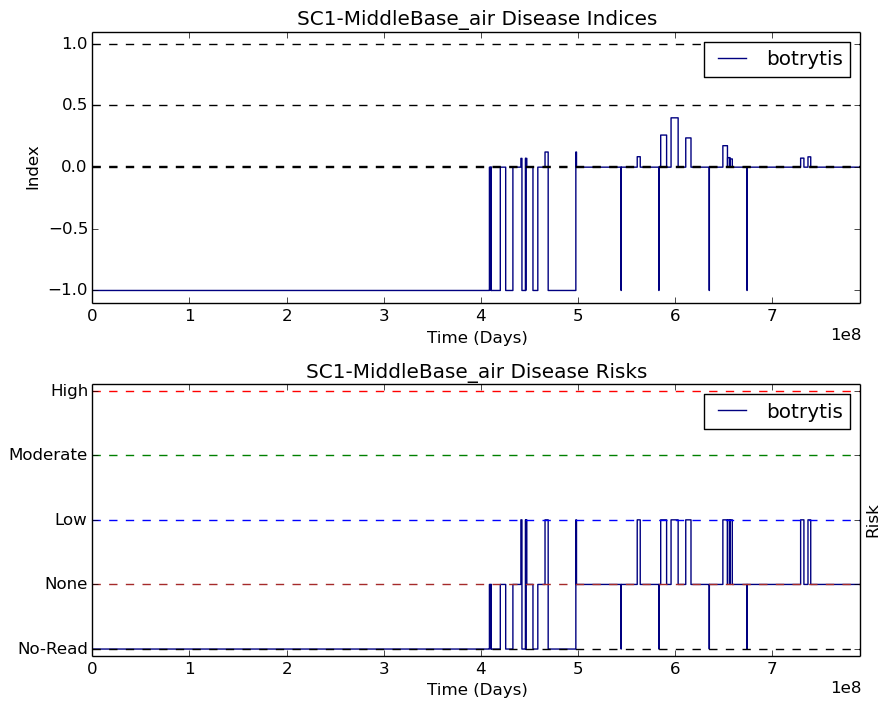 SC1-MiddleBase_air Disease Indices
1.0
0.5
0.0
−0.5
−1.0
Index
botrytis
0 1 2 3 4 5 6 7
1e8
Time (Days)
SC1-MiddleBase_air Disease Risks
High
Moderate
Low
None
No-Read
botrytis
Risk
0 1 2 3 4 5 6 7
1e8
Time (Days)